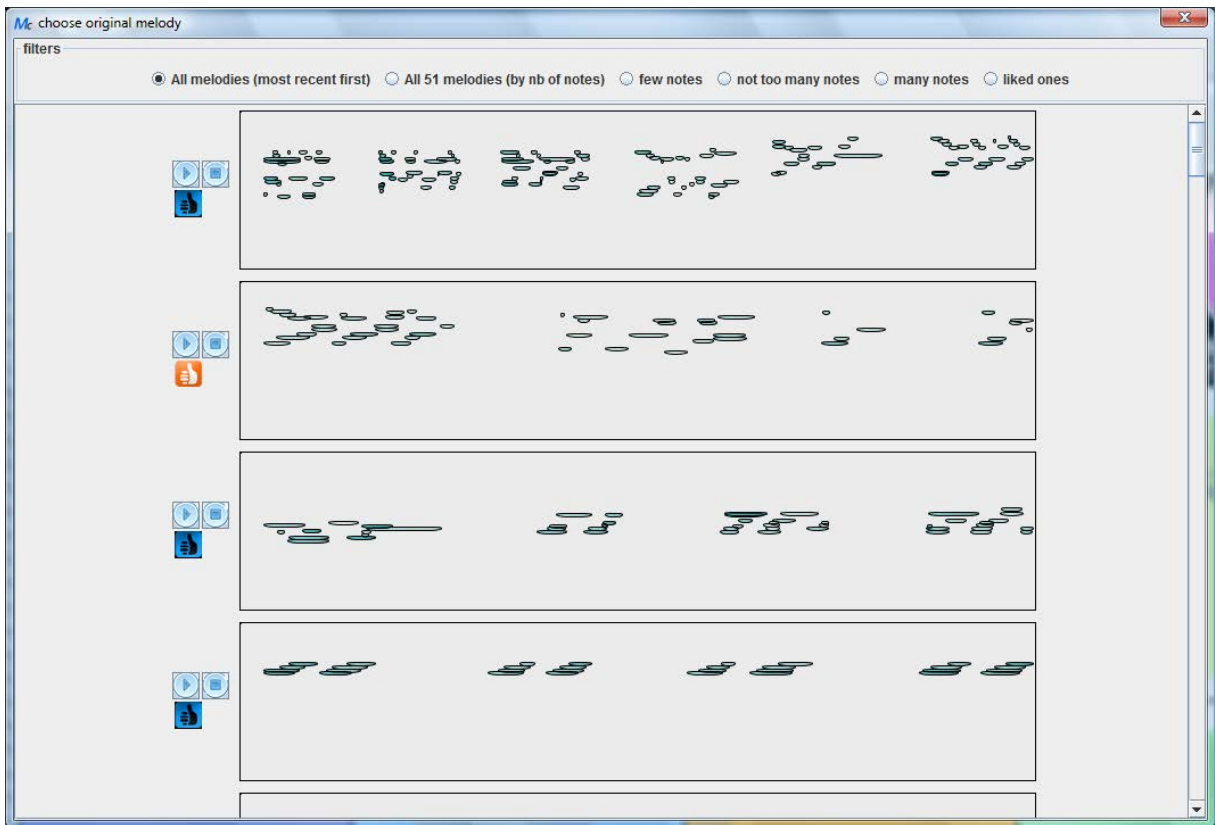 Mc choose original melody
filters
All melodies (most recent first) All 51 melodies (by nb of notes) few notes not too many notes many notes liked ones